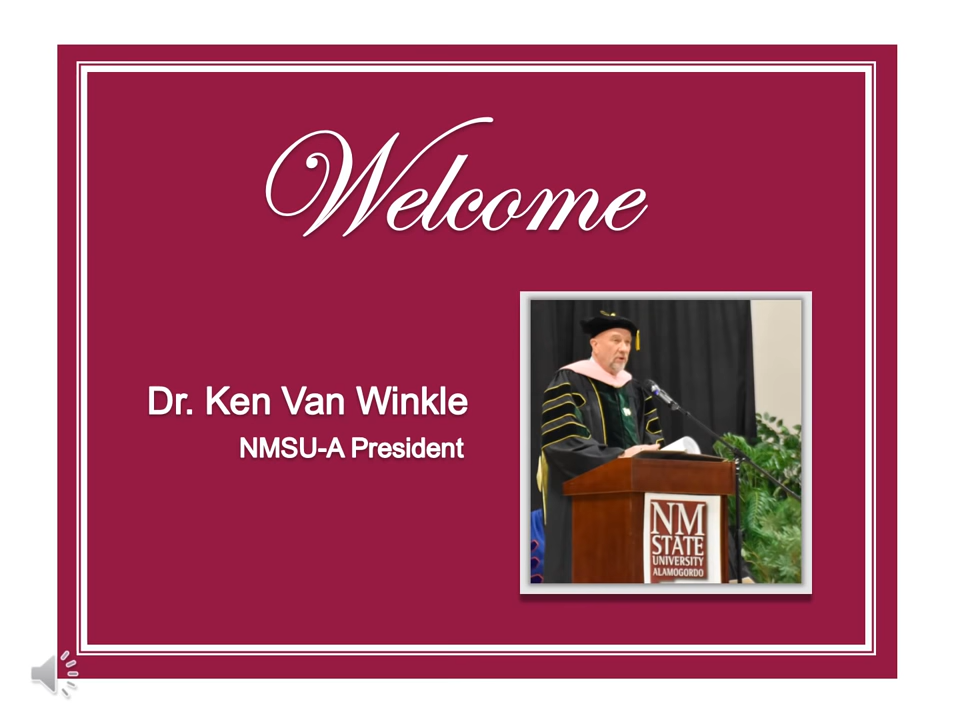 Welcome
Dr. Ken Van Winkle
NMSU-A President
NM
STATE
UNIVERSITY
ALAMOGORDO